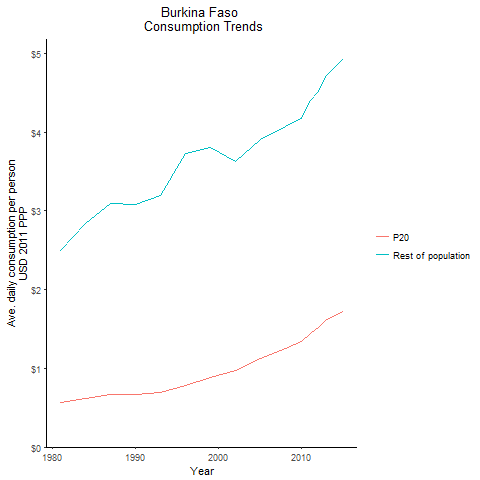 Burkina Faso
Consumption Trends
$5
$4
$3
$2
$1
$0
Ave. daily consumption per person
USD 2011 PPP
1980
1990
2000
2010
Year
P20
Rest of population